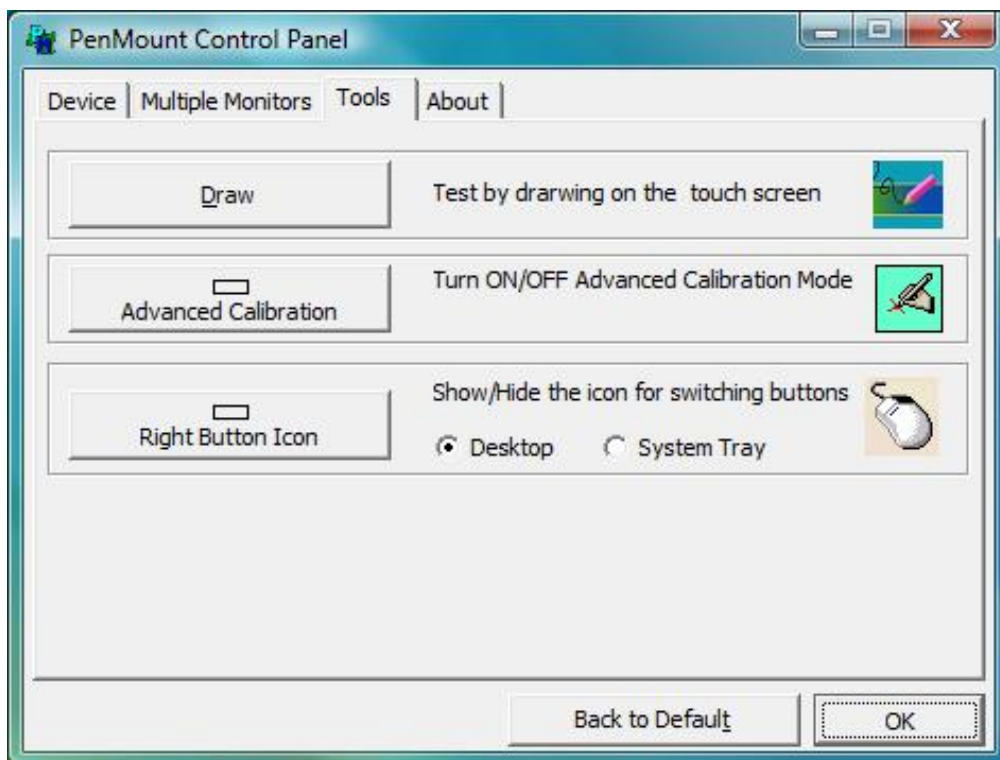 PenMount Control Panel
Device
Multiple Monitors
Tools
About
Draw
Test by drarwing on the touch screen
Advanced Calibration
Turn ON/OFF Advanced Calibration Mode
Right Button Icon
Show/Hide the icon for switching buttons
Desktop
System Tray
Back to Default
OK